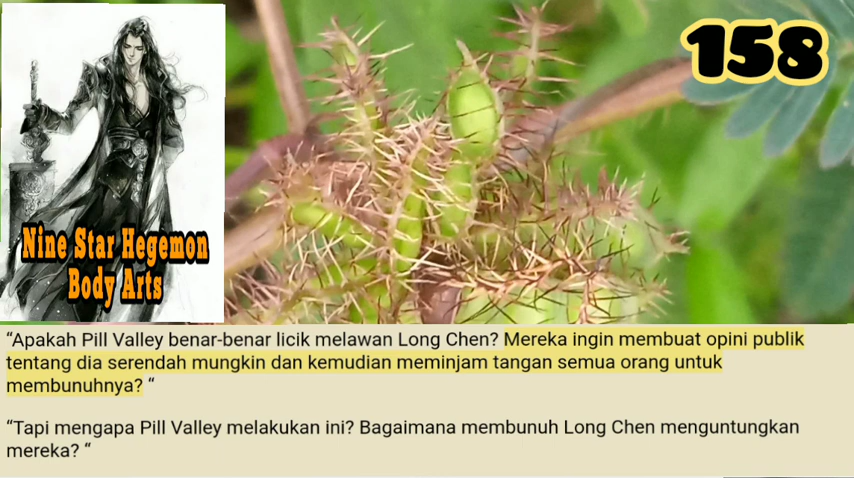 158
Nine Star Hegemon
Body Arts
“Apakah Pill Valley benar-benar licik melawan Long Chen? Mereka ingin membuat opini publik
tentang dia serendah mungkin dan kemudian meminjam tangan semua orang untuk
membunuhnya? “
“Tapi mengapa Pill Valley melakukan ini? Bagaimana membunuh Long Chen menguntungkan
mereka? “